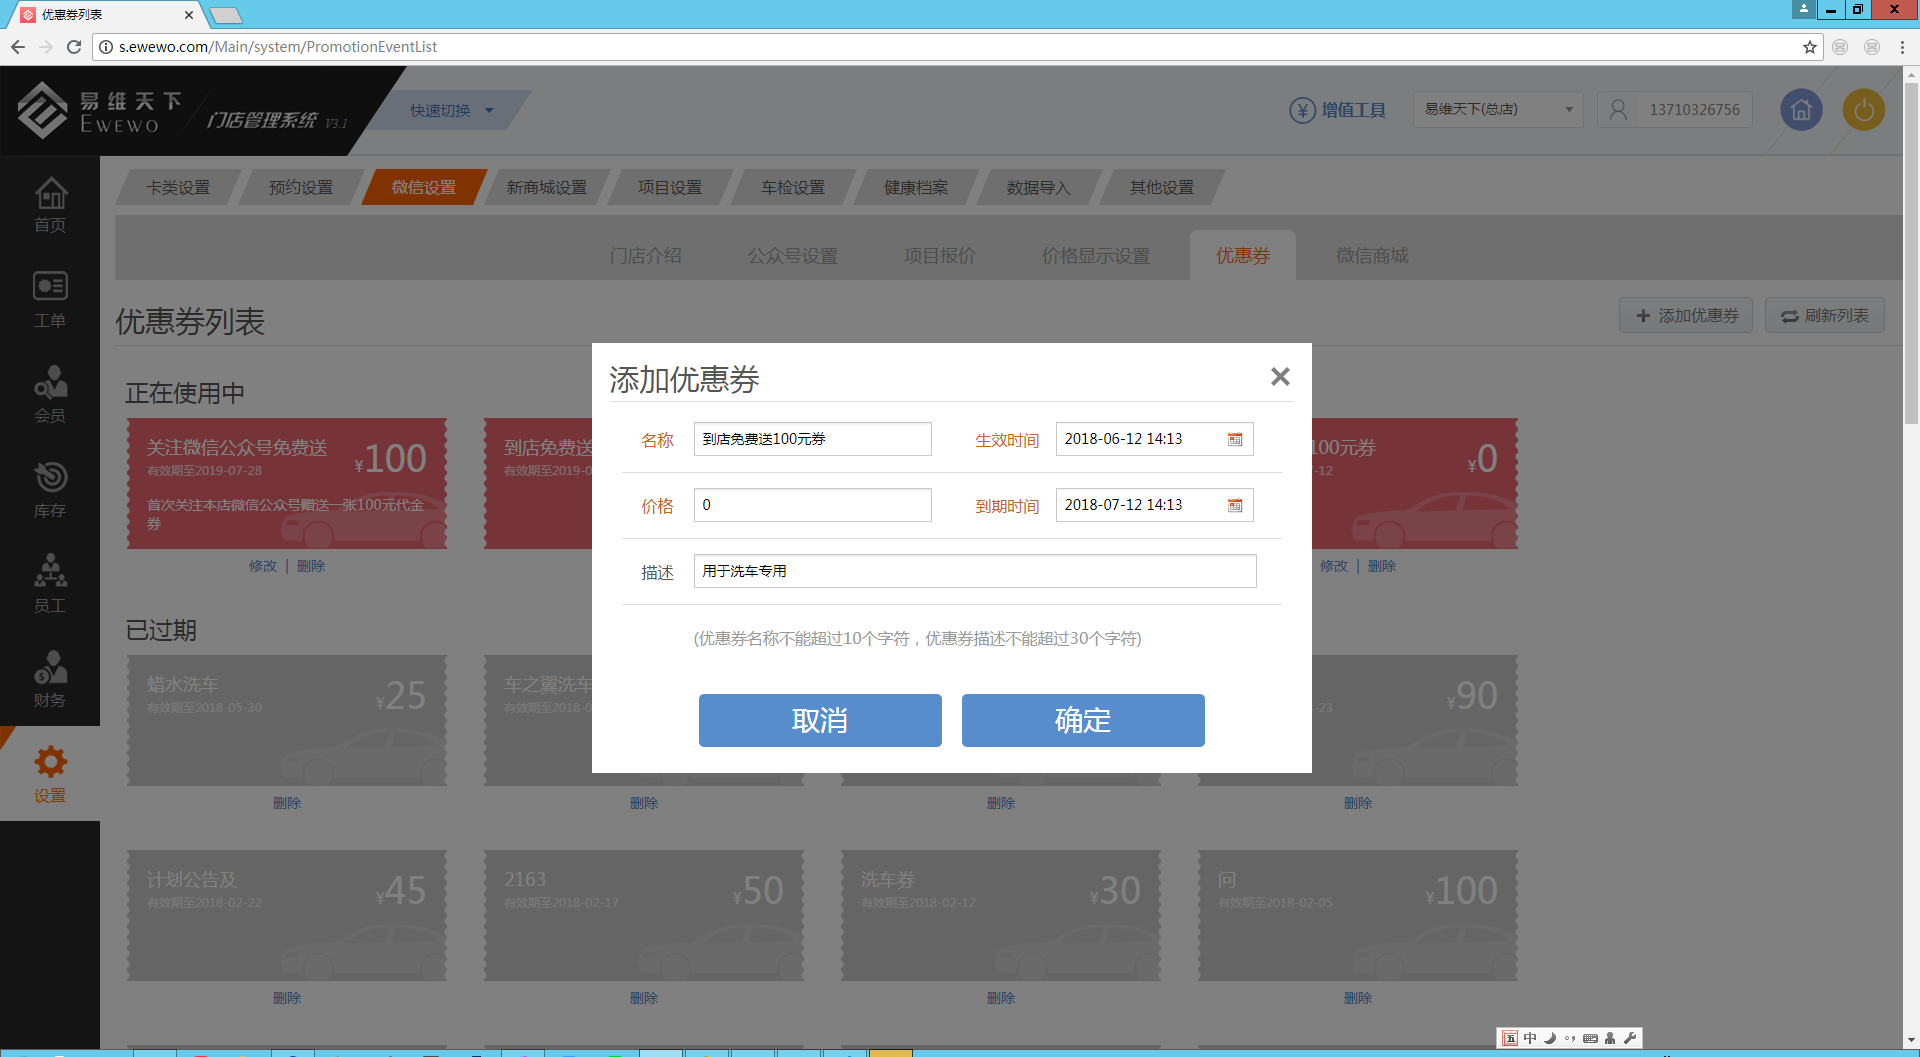 优惠券列表
s.ewewo.com/Main/system/PromotionEventList
易维天下
EWEWO
门店管理系统 V3.1
快速切换
增值工具
易维天下(总店)
13710326756
卡类设置
预约设置
微信设置
新商城设置
项目设置
车检设置
健康档案
数据导入
其他设置
门店介绍
公众号设置
项目报价
价格显示设置
优惠券
微信商城
首页
工单
会员
库存
员工
财务
设置
优惠券列表
添加优惠券
刷新列表
正在使用中
关注微信公众号免费送
¥100
有效期至2019-07-28
首次关注本店微信公众号赠送一张100元代金
券
修改 | 删除
到店免费送
有效期至2019-0
100元券
¥0
-12
修改 | 删除
添加优惠券
名称
到店免费送100元券
生效时间
2018-06-12 14:13
价格
0
到期时间
2018-07-12 14:13
描述
用于洗车专用
(优惠券名称不能超过10个字符，优惠券描述不能超过30个字符)
取消
确定
已过期
蜡水洗车
¥25
有效期至2018-05-30
删除
车之翼洗车
有效期至2018-0
删除
删除
¥90
-23
删除
计划公告及
¥45
有效期至2018-02-22
删除
2163
¥50
有效期至2018-02-17
删除
洗车券
¥30
有效期至2018-02-12
删除
问
¥100
有效期至2018-02-05
删除
五 中